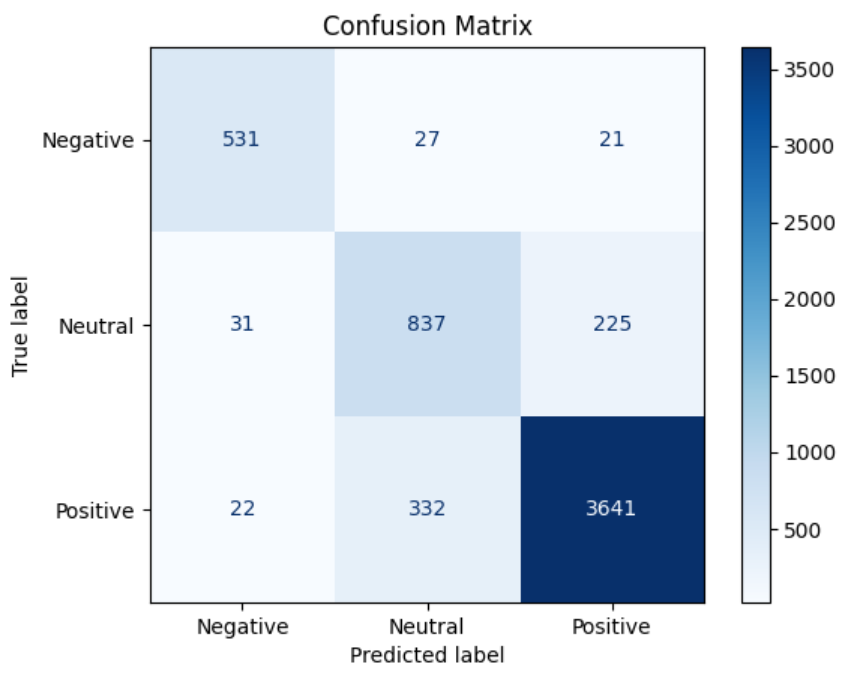 Confusion Matrix
Negative 531 27 21
Neutral 31 837 225
Positive 22 332 3641
Negative Neutral Positive
Predicted label
True label
3500
3000
2500
2000
1500
1000
500